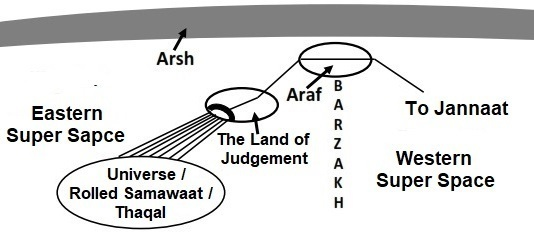 Arsh
Araf
To Jannaat
Eastern
Super Sapce
The Land of
Judgement
B
A
R
Z
A
K
H
Western
Super Space
Universe /
Rolled Samawaat /
Thaqal